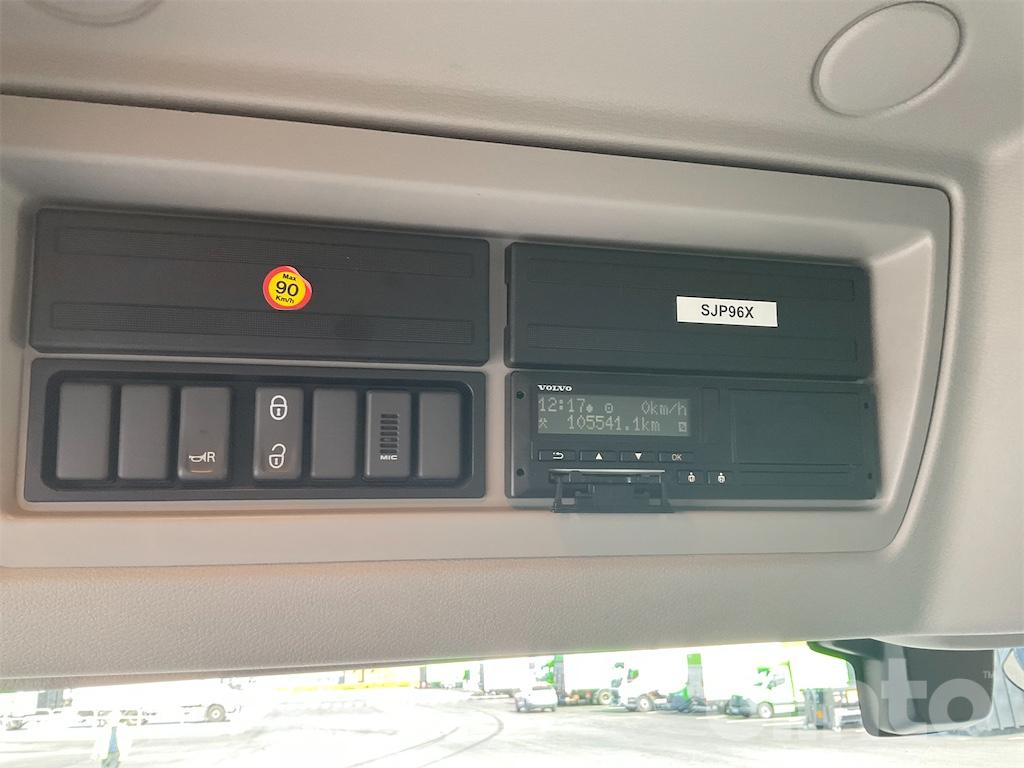 Max
90
Km/h
SJP96X
VOLVO
12:17 0km/h
105541.1km
R
MIC
OK